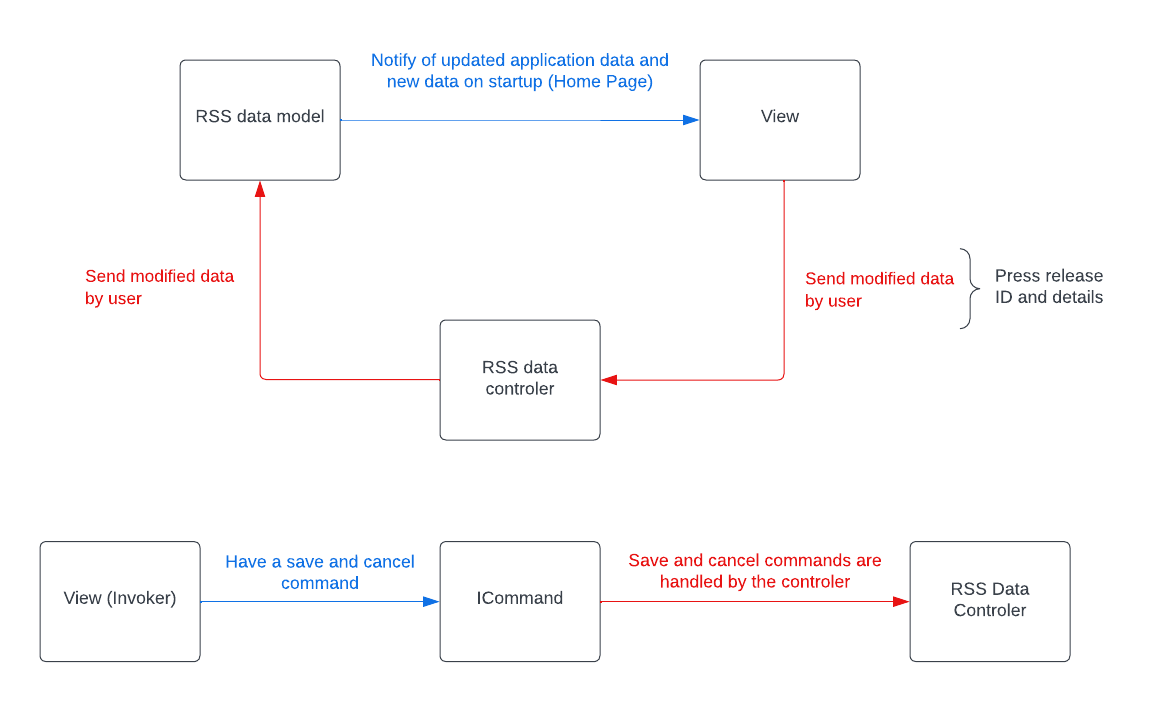 Notify of updated application data and
new data on startup (Home Page)
RSS data model
View
Send modified data
by user
Send modified data
by user
Press release
ID and details
RSS data
controler
View (Invoker)
Have a save and cancel
command
ICommand
Save and cancel commands are
handled by the controler
RSS Data
Controler